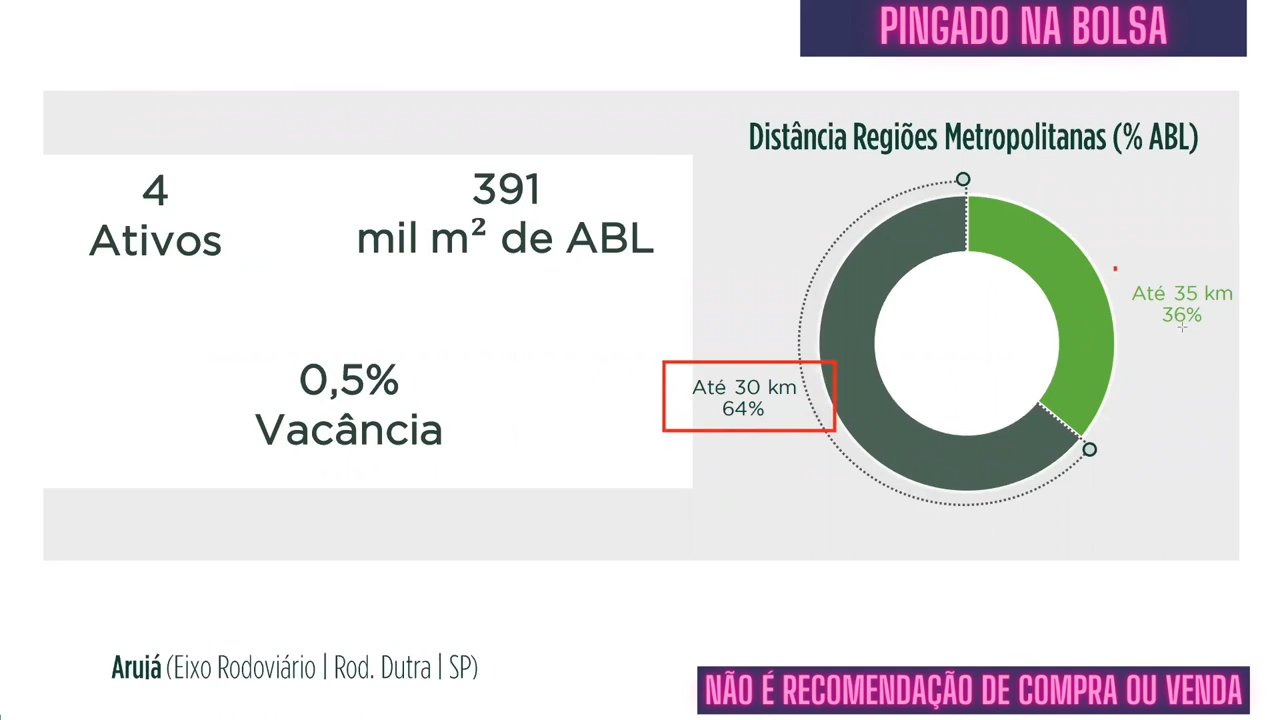 PINGADO NA BOLSA
Distância Regiões Metropolitanas (% ABL)
4
Ativos
391
mil m² de ABL
0,5%
Vacância
Até 35 km
36%
Até 30 km
64%
Arujá (Eixo Rodoviário | Rod. Dutra | SP)
NÃO É RECOMENDAÇÃO DE COMPRA OU VENDA